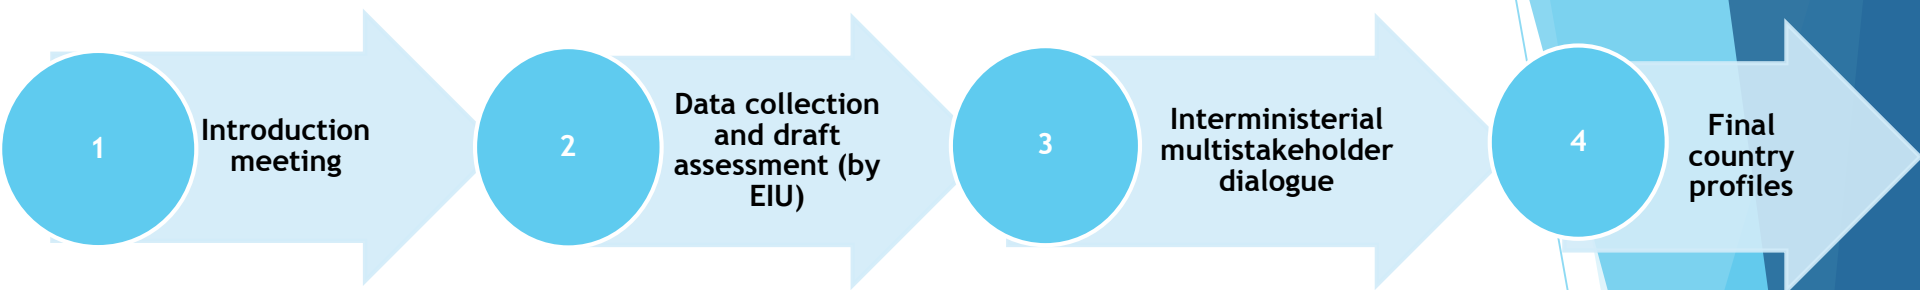 1
Introduction
meeting
2
Data collection
and draft
assessment (by
EIU)
3
Interministerial
multistakeholder
dialogue
4
Final
country
profiles